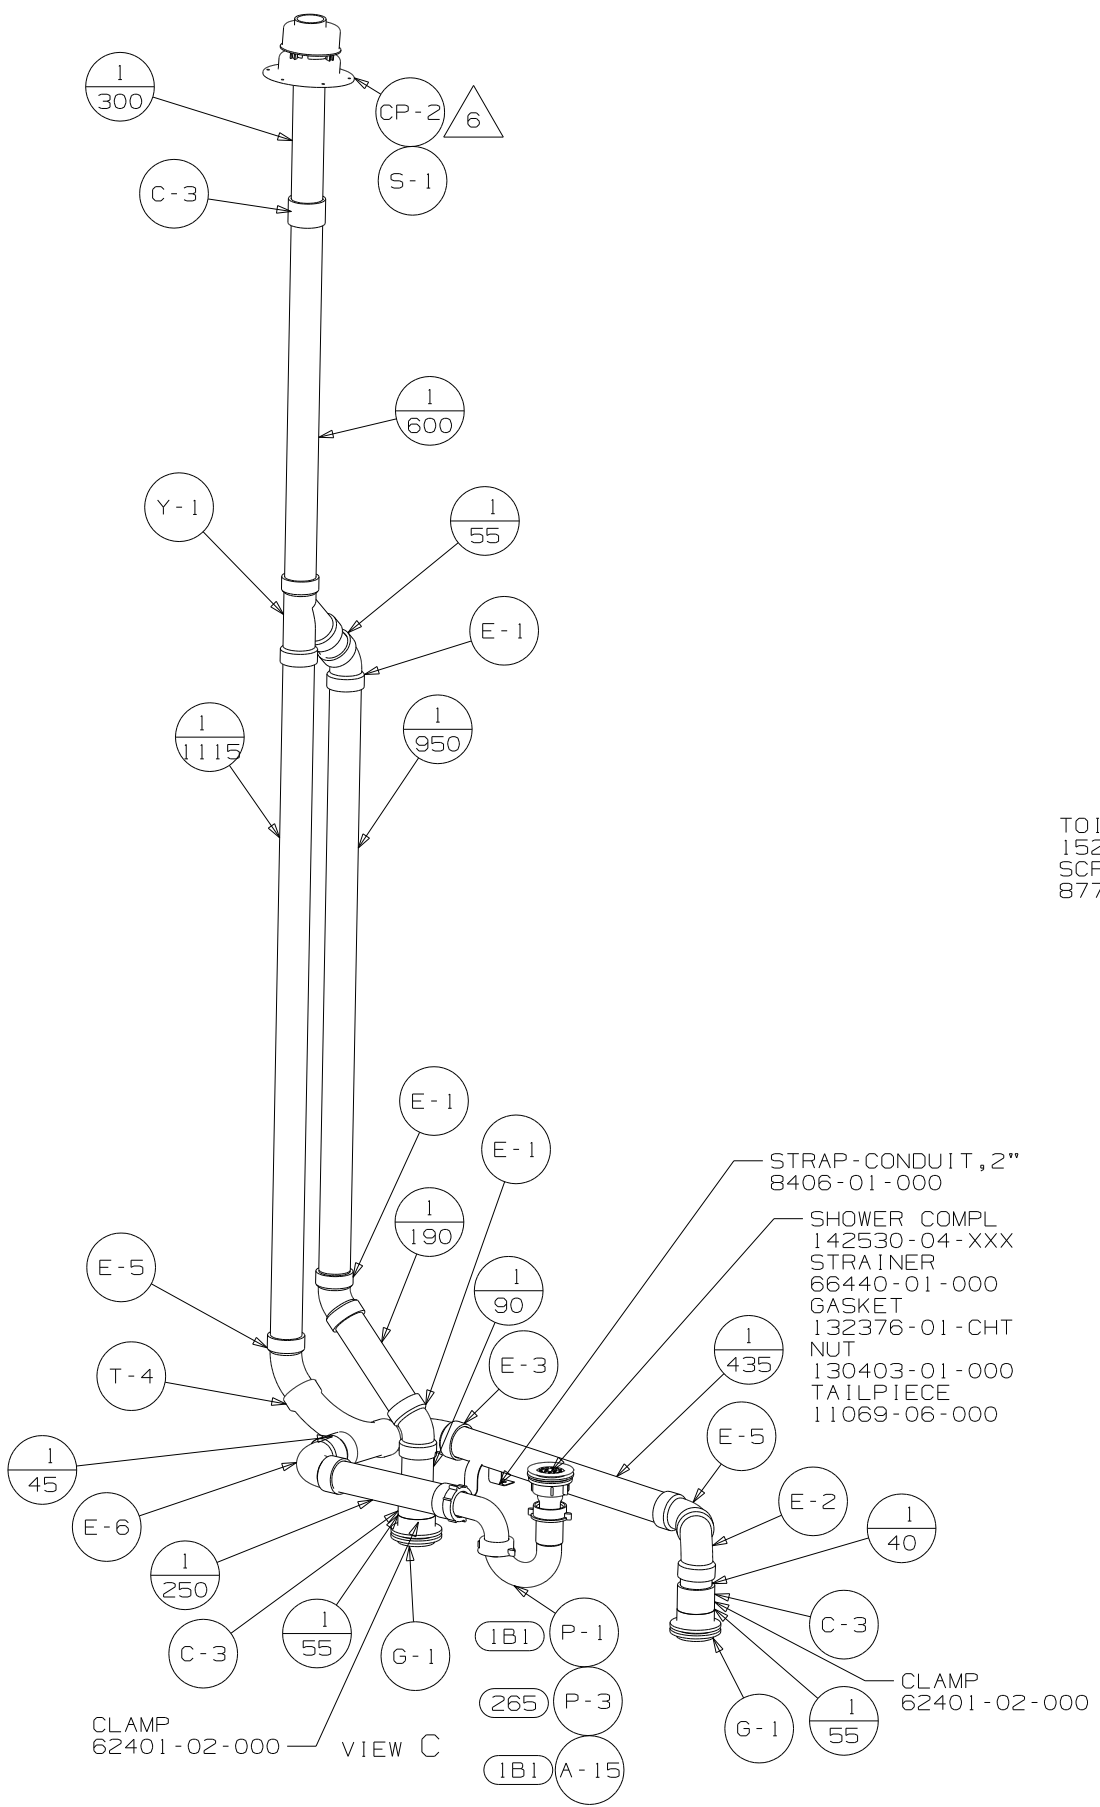 1
300
CP-2
6
S-1
C-3
1
600
Y-1
1
55
E-1
1
1115
1
950
TOI
152
SCR
877
E-1
E-1
STRAP-CONDUIT,2"
8406-01-000
SHOWER COMPL
142530-04-XXX
STRAINER
66440-01-000
GASKET
132376-01-CHT
NUT
130403-01-000
TAILPIECE
11069-06-000
1
190
E-5
1
90
1
435
E-3
T-4
E-5
1
45
E-2
E-6
1
40
1
250
C-3
1
55
G-1
1B1
P-1
C-3
265
P-3
CLAMP
62401-02-000
G-1
1
55
CLAMP
62401-02-000
VIEW C
1B1
A-15